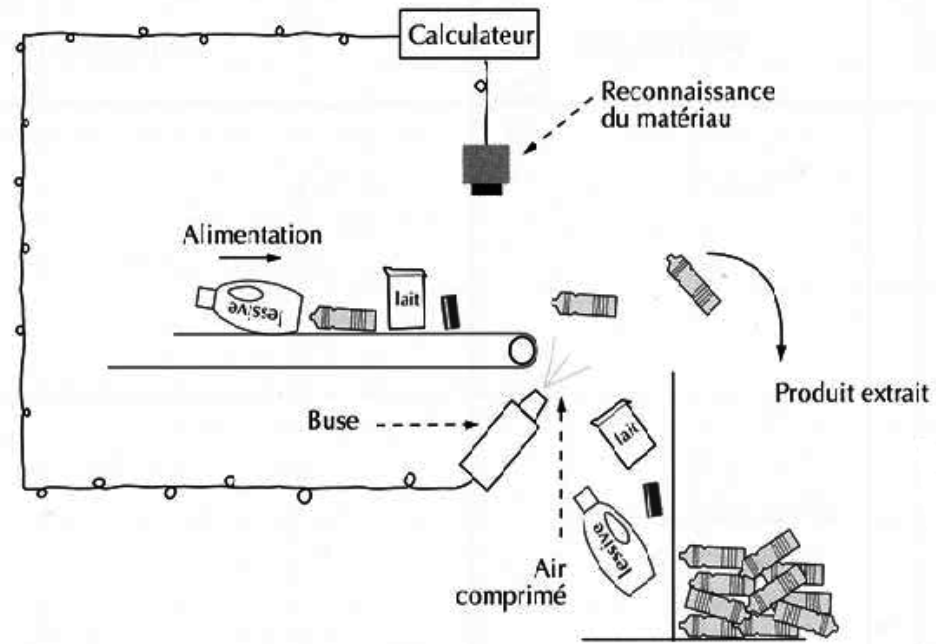 Calculateur
Reconnaissance
du matériau
Alimentation
lessive
lait
Produit extrait
Buse
lait
lessive
Air
comprimé